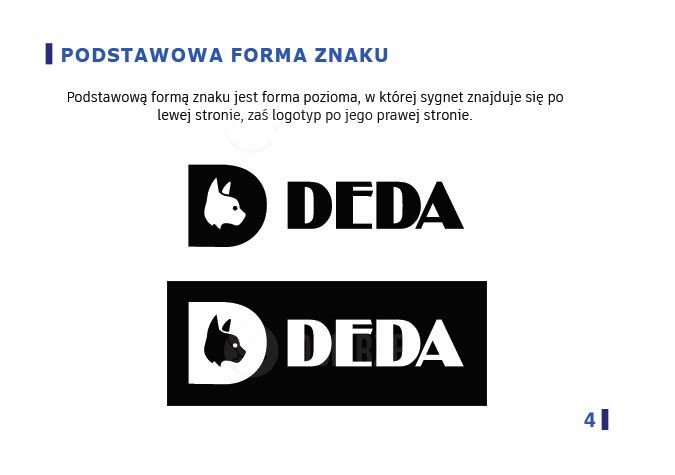 PODSTAWOWA FORMA ZNAKU
Podstawową formą znaku jest forma pozioma, w której sygnet znajduje się po
lewej stronie, zaś logotyp po jego prawej stronie.
DEDA
DEDA
4